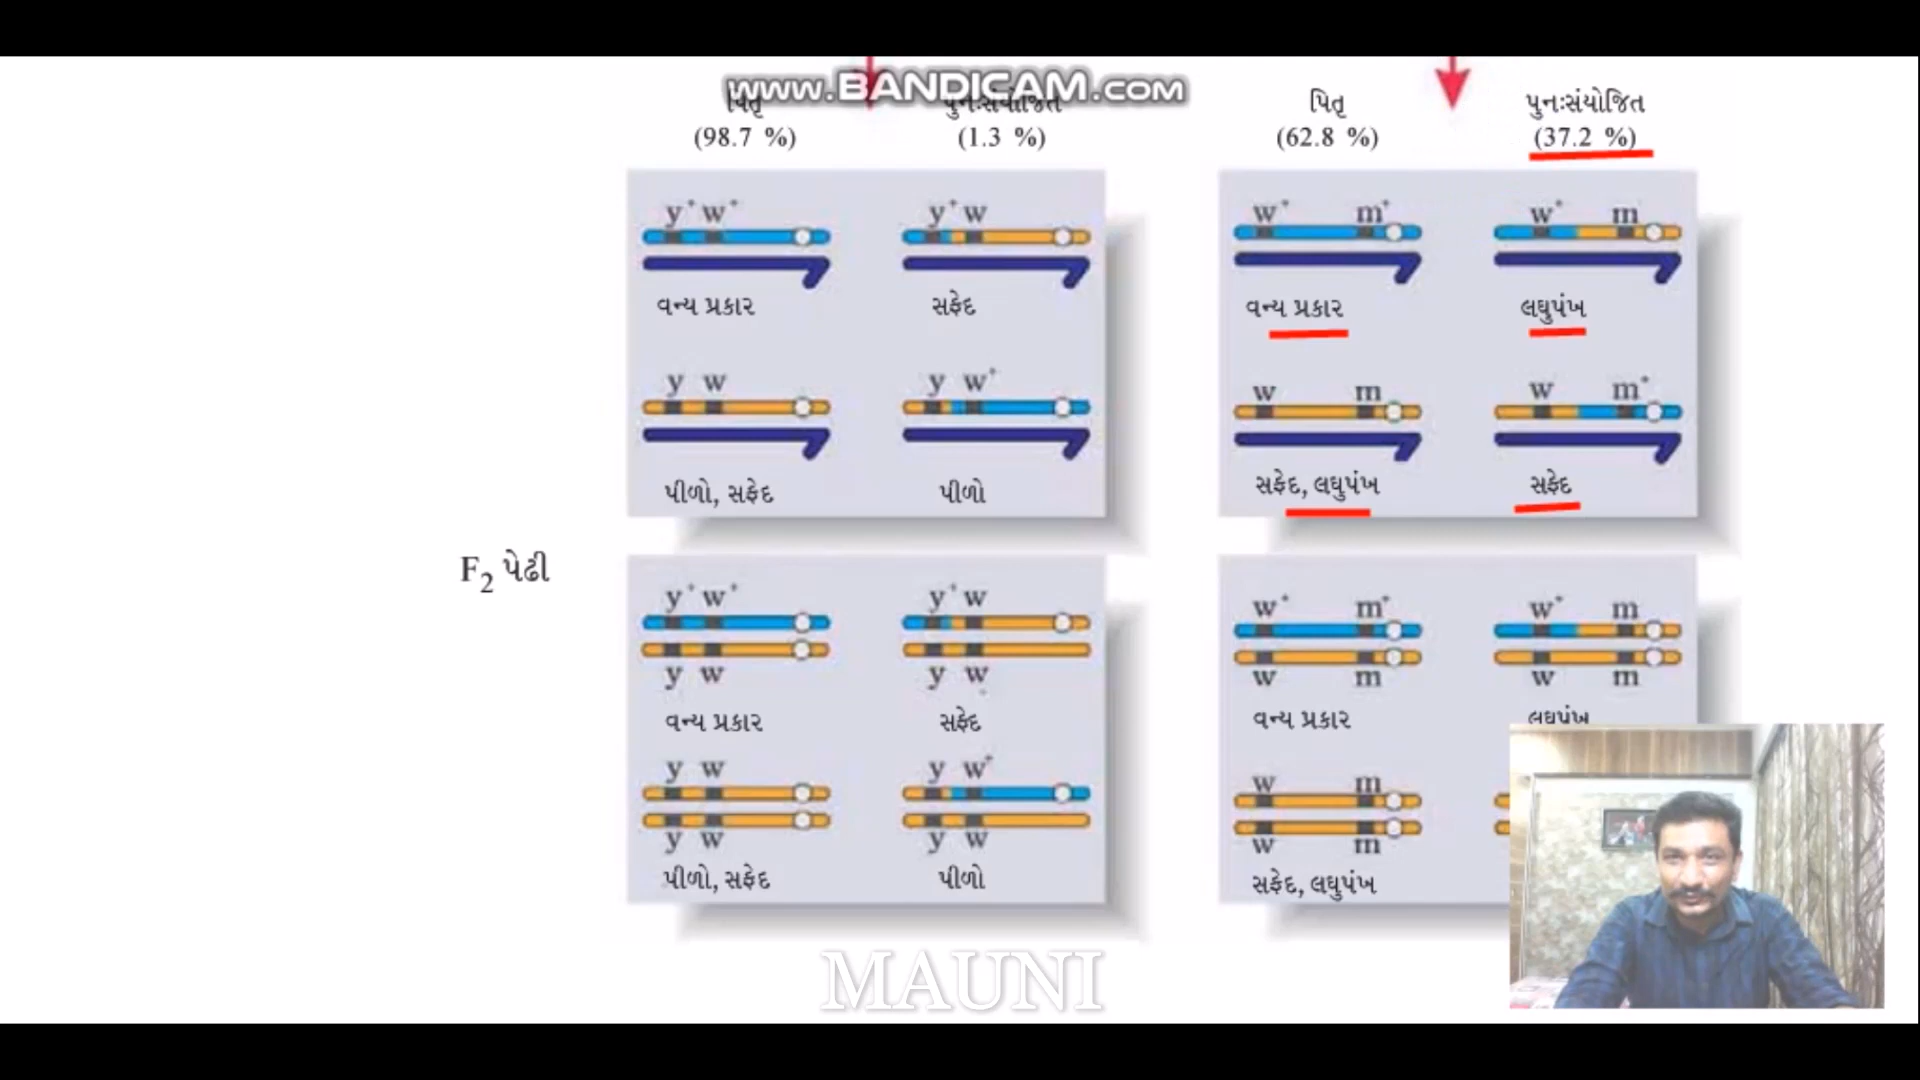 www.BANDICAM.com
પિતૃ પુનઃસંયોજિત પિતૃ પુનઃસંયોજિત
(98.7 %) (1.3 %) (62.8 %) (37.2 %)
y⁺ w⁺ y⁺ w w⁺ m⁺ w⁺ m
વન્ય પ્રકાર સફેદ વન્ય પ્રકાર લઘુપંખ
y w y w⁺ w m w m⁺
પીળો, સફેદ પીળો સફેદ, લઘુપંખ સફેદ
F₂ પેઢી
y⁺ w⁺ y⁺ w w⁺ m⁺ w⁺ m
y w y w w m w m
વન્ય પ્રકાર સફેદ વન્ય પ્રકાર લઘુપંખ
y w y w⁺ w m
y w y w w m
પીળો, સફેદ પીળો સફેદ, લઘુપંખ
MAUNI